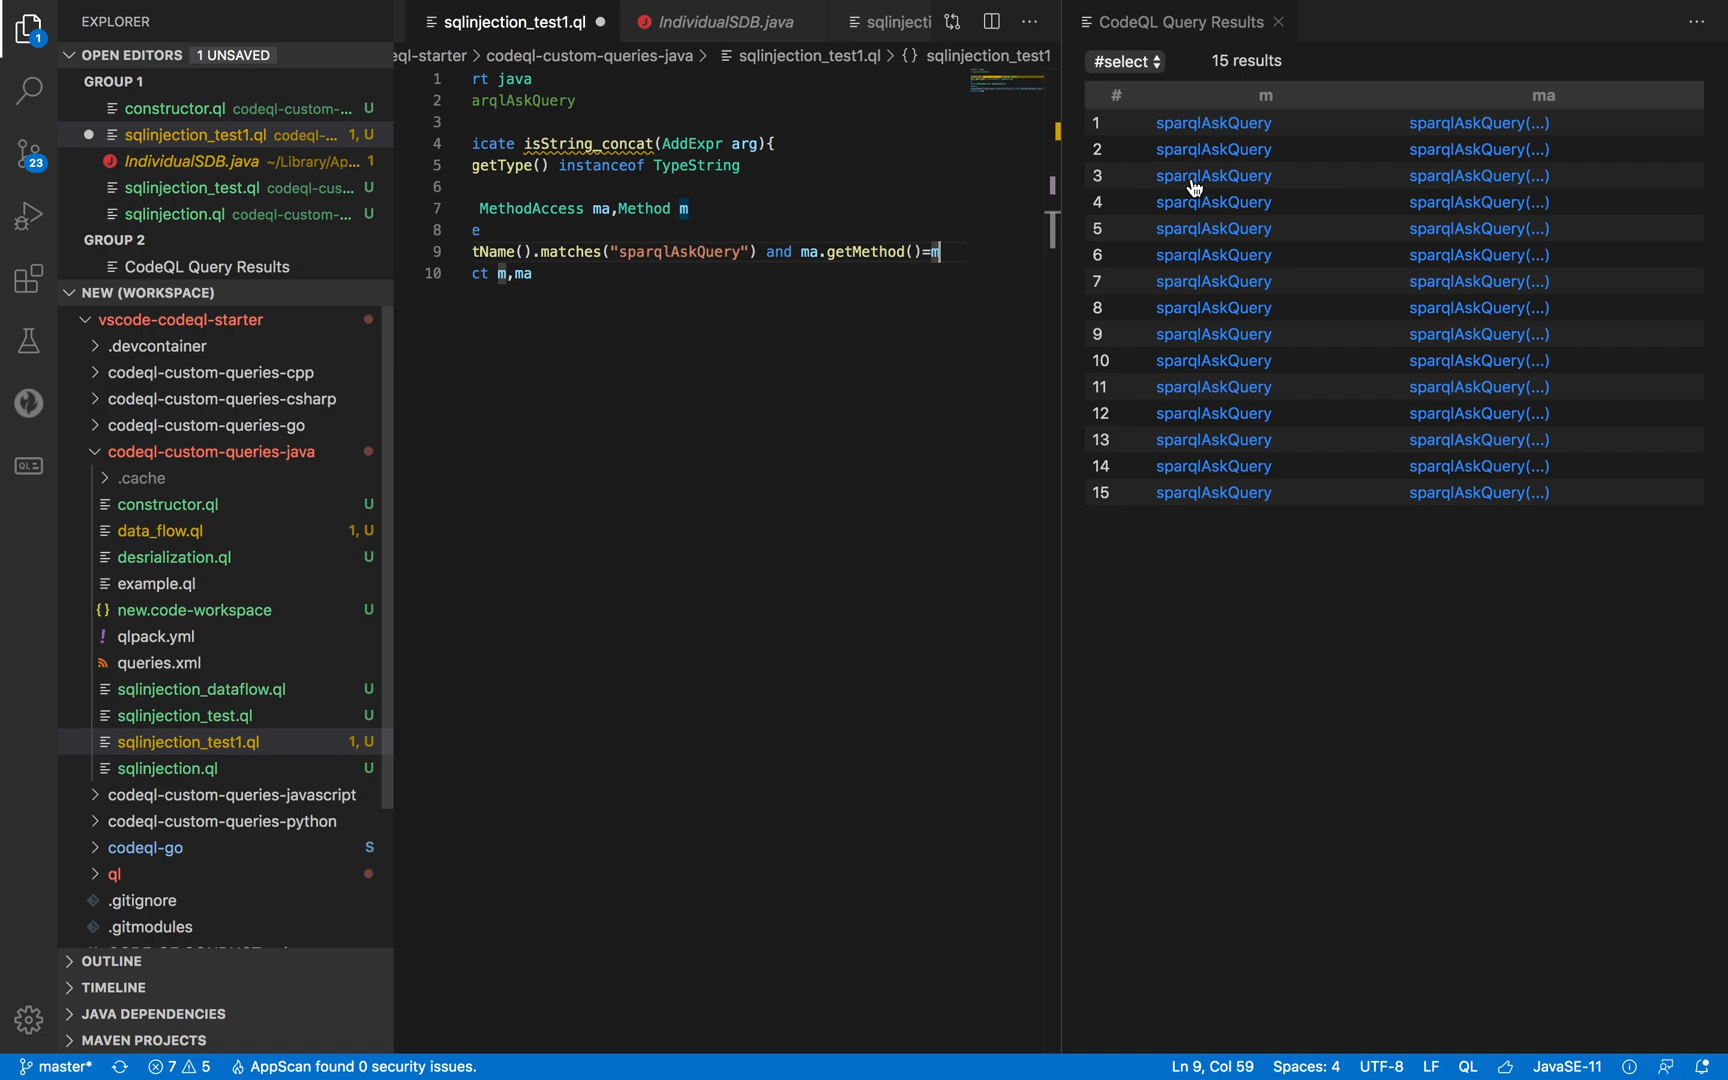 EXPLORER
OPEN EDITORS 1 UNSAVED
GROUP 1
constructor.ql codeql-custom-... U
sqlinjection_test1.ql codeql-... 1, U
IndividualSDB.java ~/Library/Ap... 1
sqlinjection_test.ql codeql-cus... U
sqlinjection.ql codeql-custom-... U
GROUP 2
CodeQL Query Results
NEW (WORKSPACE)
vscode-codeql-starter
.devcontainer
codeql-custom-queries-cpp
codeql-custom-queries-csharp
codeql-custom-queries-go
codeql-custom-queries-java
.cache
constructor.ql U
data_flow.ql 1, U
desrialization.ql U
example.ql
{} new.code-workspace U
! qlpack.yml
queries.xml
sqlinjection_dataflow.ql U
sqlinjection_test.ql U
sqlinjection_test1.ql 1, U
sqlinjection.ql U
codeql-custom-queries-javascript
codeql-custom-queries-python
codeql-go S
ql
.gitignore
.gitmodules
OUTLINE
TIMELINE
JAVA DEPENDENCIES
MAVEN PROJECTS
1
23
QL
sqlinjection_test1.ql IndividualSDB.java sqlinjecti ...
ql-starter > codeql-custom-queries-java > sqlinjection_test1.ql > {} sqlinjection_test1
1 rt java
2 arqlAskQuery
3
4 icate isString_concat(AddExpr arg){
5 getType() instanceof TypeString
6
7 MethodAccess ma,Method m
8 e
9 tName().matches("sparqlAskQuery") and ma.getMethod()=m
10 ct m,ma
CodeQL Query Results ...
#select 15 results
# m ma
1 sparqlAskQuery sparqlAskQuery(...)
2 sparqlAskQuery sparqlAskQuery(...)
3 sparqlAskQuery sparqlAskQuery(...)
4 sparqlAskQuery sparqlAskQuery(...)
5 sparqlAskQuery sparqlAskQuery(...)
6 sparqlAskQuery sparqlAskQuery(...)
7 sparqlAskQuery sparqlAskQuery(...)
8 sparqlAskQuery sparqlAskQuery(...)
9 sparqlAskQuery sparqlAskQuery(...)
10 sparqlAskQuery sparqlAskQuery(...)
11 sparqlAskQuery sparqlAskQuery(...)
12 sparqlAskQuery sparqlAskQuery(...)
13 sparqlAskQuery sparqlAskQuery(...)
14 sparqlAskQuery sparqlAskQuery(...)
15 sparqlAskQuery sparqlAskQuery(...)
master* 7 5 AppScan found 0 security issues. Ln 9, Col 59 Spaces: 4 UTF-8 LF QL JavaSE-11